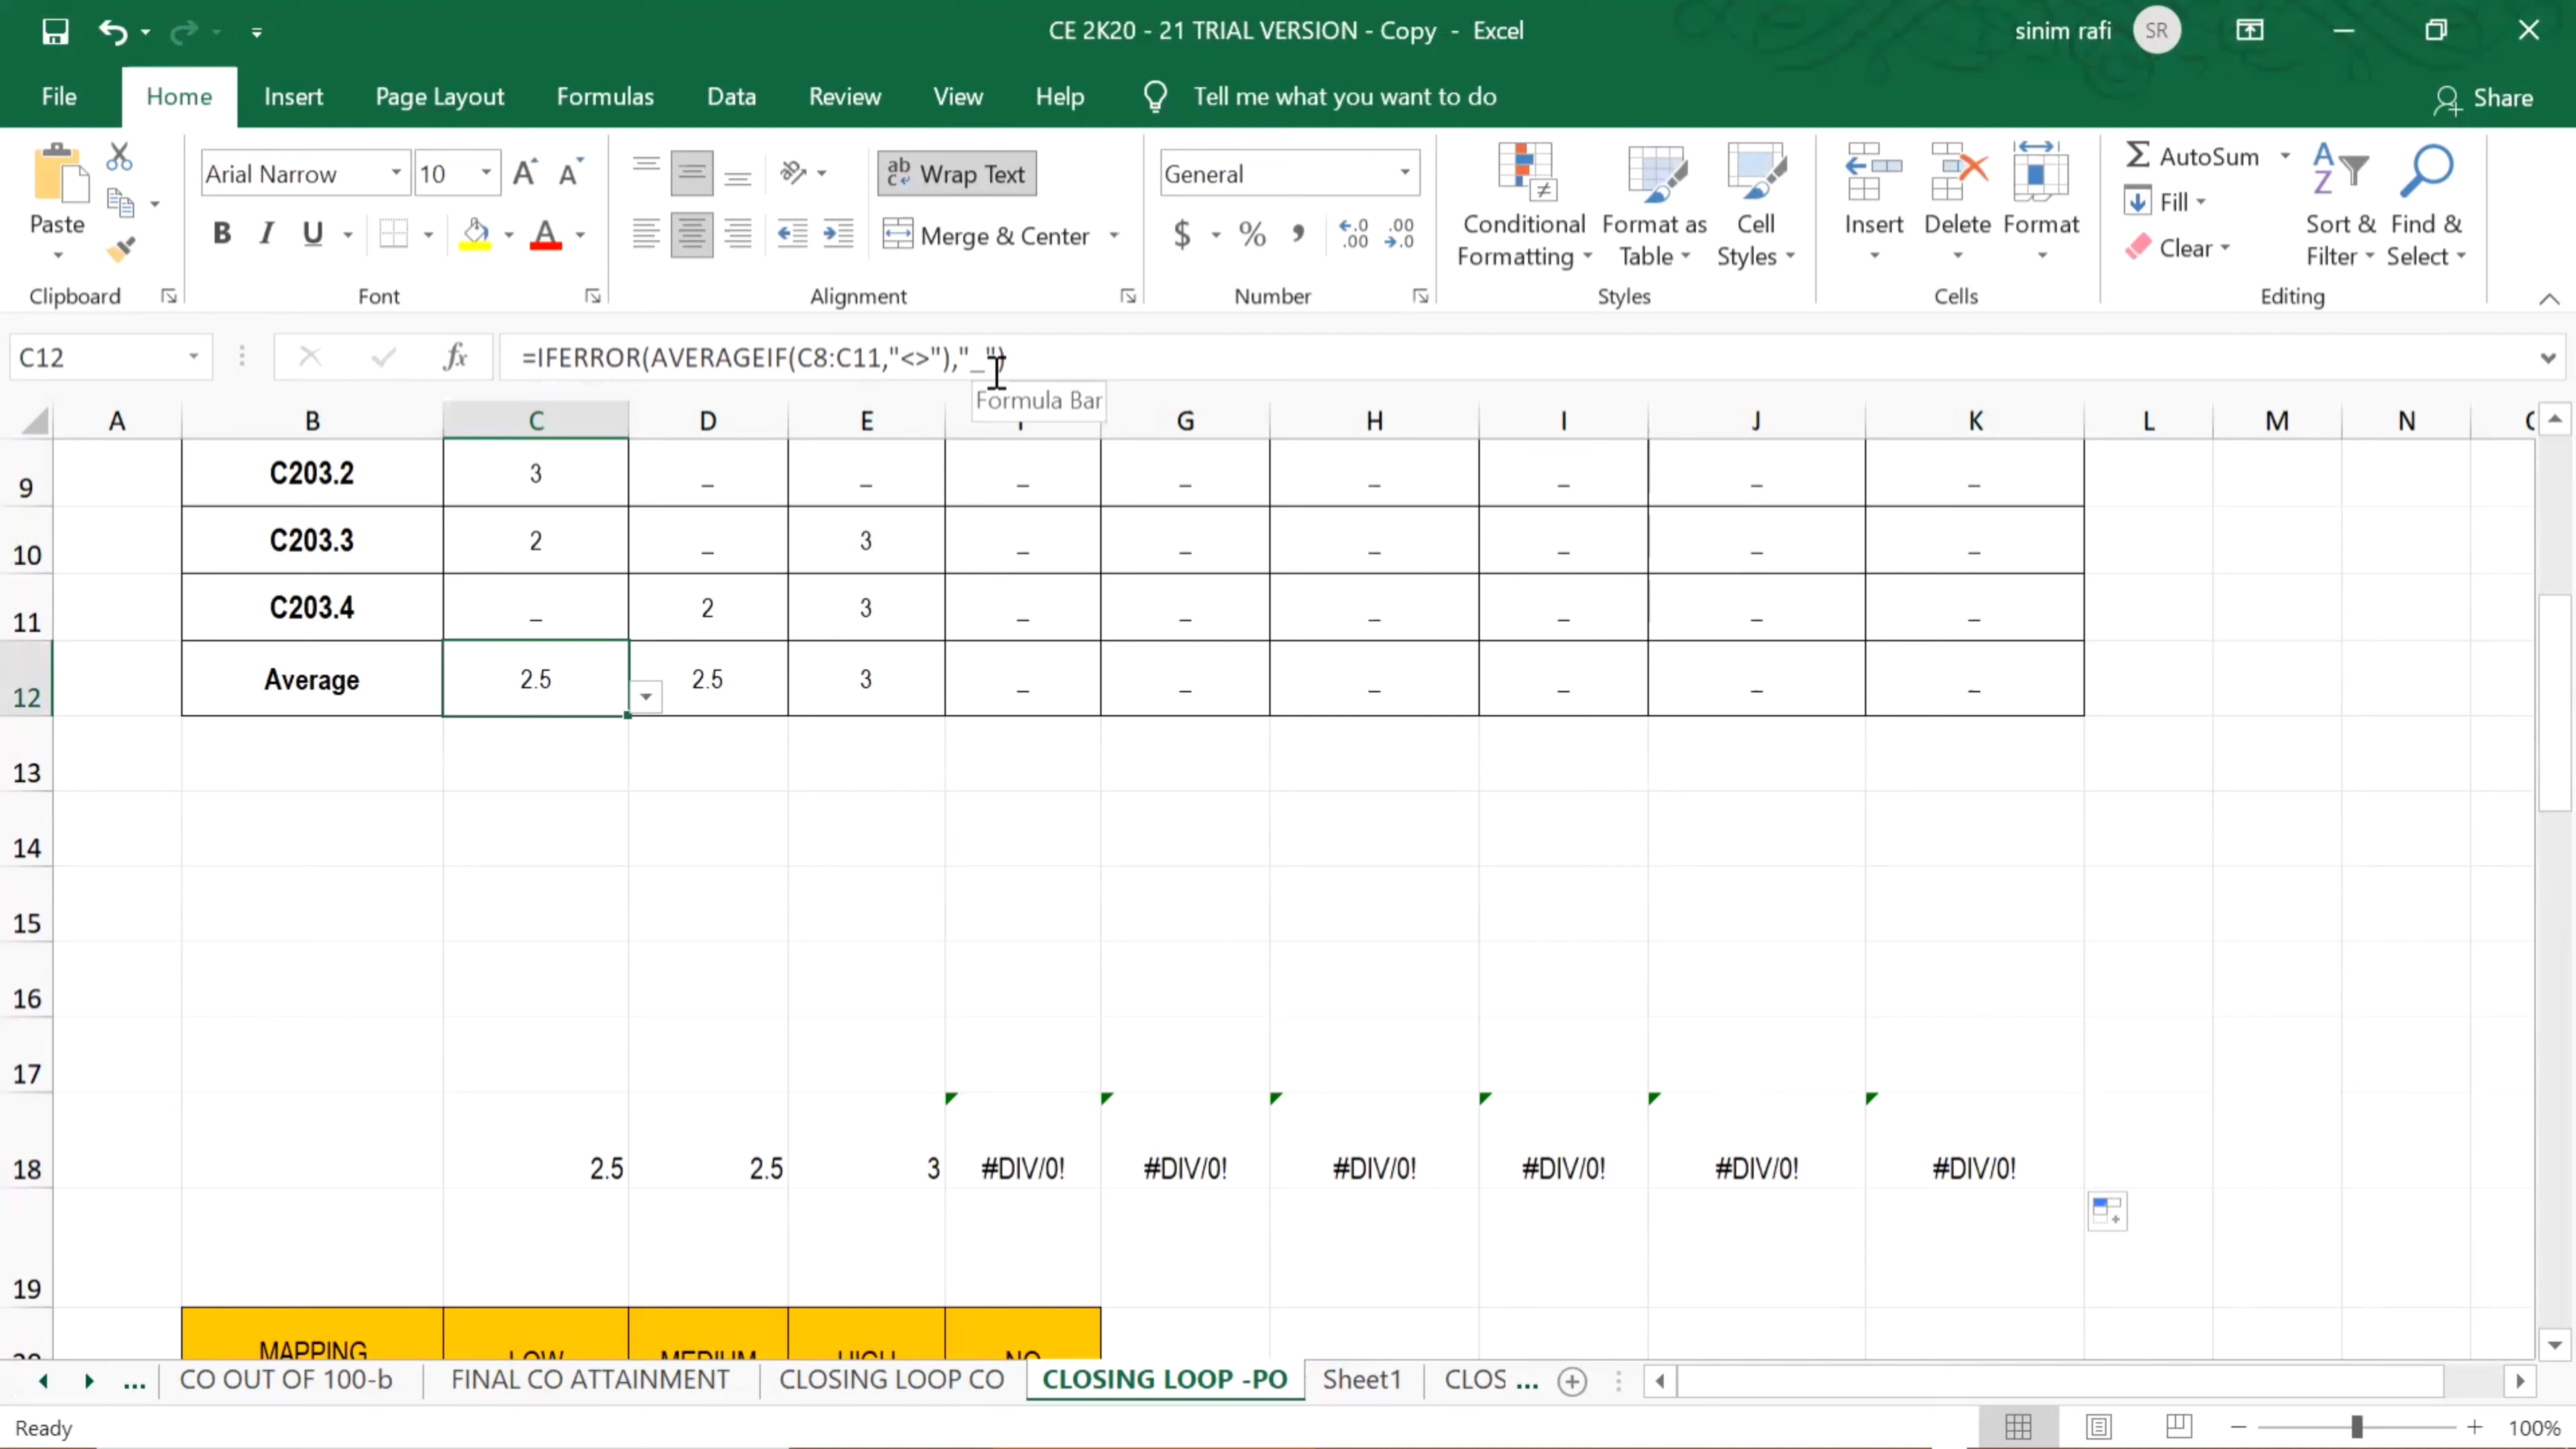 CE 2K20 - 21 TRIAL VERSION - Copy - Excel
sinim rafi SR
File Home Insert Page Layout Formulas Data Review View Help Tell me what you want to do Share
Arial Narrow 10 ab Wrap Text General AutoSum
Paste B I U Merge & Center $ % , Conditional Format as Cell Insert Delete Format Fill Sort & Find &
Formatting Table Styles Clear Filter Select
Clipboard Font Alignment Number Styles Cells Editing
C12 fx =IFERROR(AVERAGEIF(C8:C11,"<>"),"_")
Formula Bar
A B C D E G H I J K L M N
9 C203.2 3 _ _ _ _ _ _ _ _
10 C203.3 2 _ 3 _ _ _ _ _ _
11 C203.4 _ 2 3 _ _ _ _ _ _
12 Average 2.5 2.5 3 _ _ _ _ _ _
13
14
15
16
17
18 2.5 2.5 3 #DIV/0! #DIV/0! #DIV/0! #DIV/0! #DIV/0! #DIV/0!
19
MAPPING LOW MEDIUM HIGH NO
... CO OUT OF 100-b FINAL CO ATTAINMENT CLOSING LOOP CO CLOSING LOOP -PO Sheet1 CLOS ...
Ready 100%